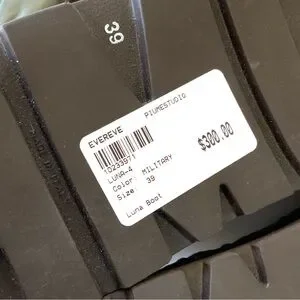 39
PIUMESTUDIO
EVEREVE
10233971
LUNA-4
Color: MILITARY
Size: 39
Luna Boot
$300.00